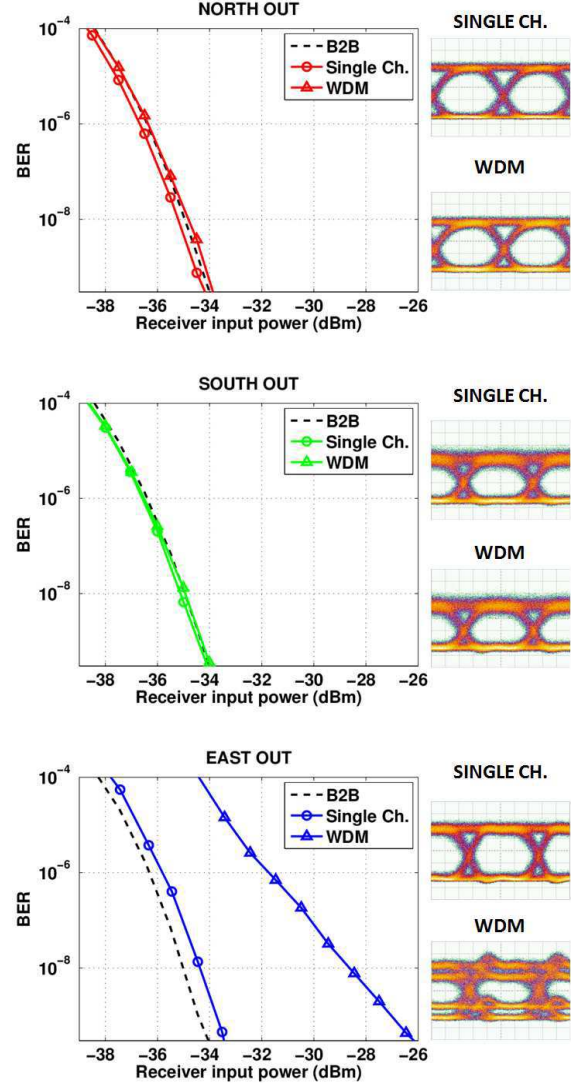 NORTH OUT
SINGLE CH.
10⁻⁴
B2B
Single Ch.
WDM
10⁻⁶
BER
WDM
10⁻⁸
−38 −36 −34 −32 −30 −28 −26
Receiver input power (dBm)
SOUTH OUT
SINGLE CH.
10⁻⁴
B2B
Single Ch.
WDM
10⁻⁶
BER
WDM
10⁻⁸
−38 −36 −34 −32 −30 −28 −26
Receiver input power (dBm)
EAST OUT
SINGLE CH.
10⁻⁴
B2B
Single Ch.
WDM
10⁻⁶
BER
WDM
10⁻⁸
−38 −36 −34 −32 −30 −28 −26
Receiver input power (dBm)